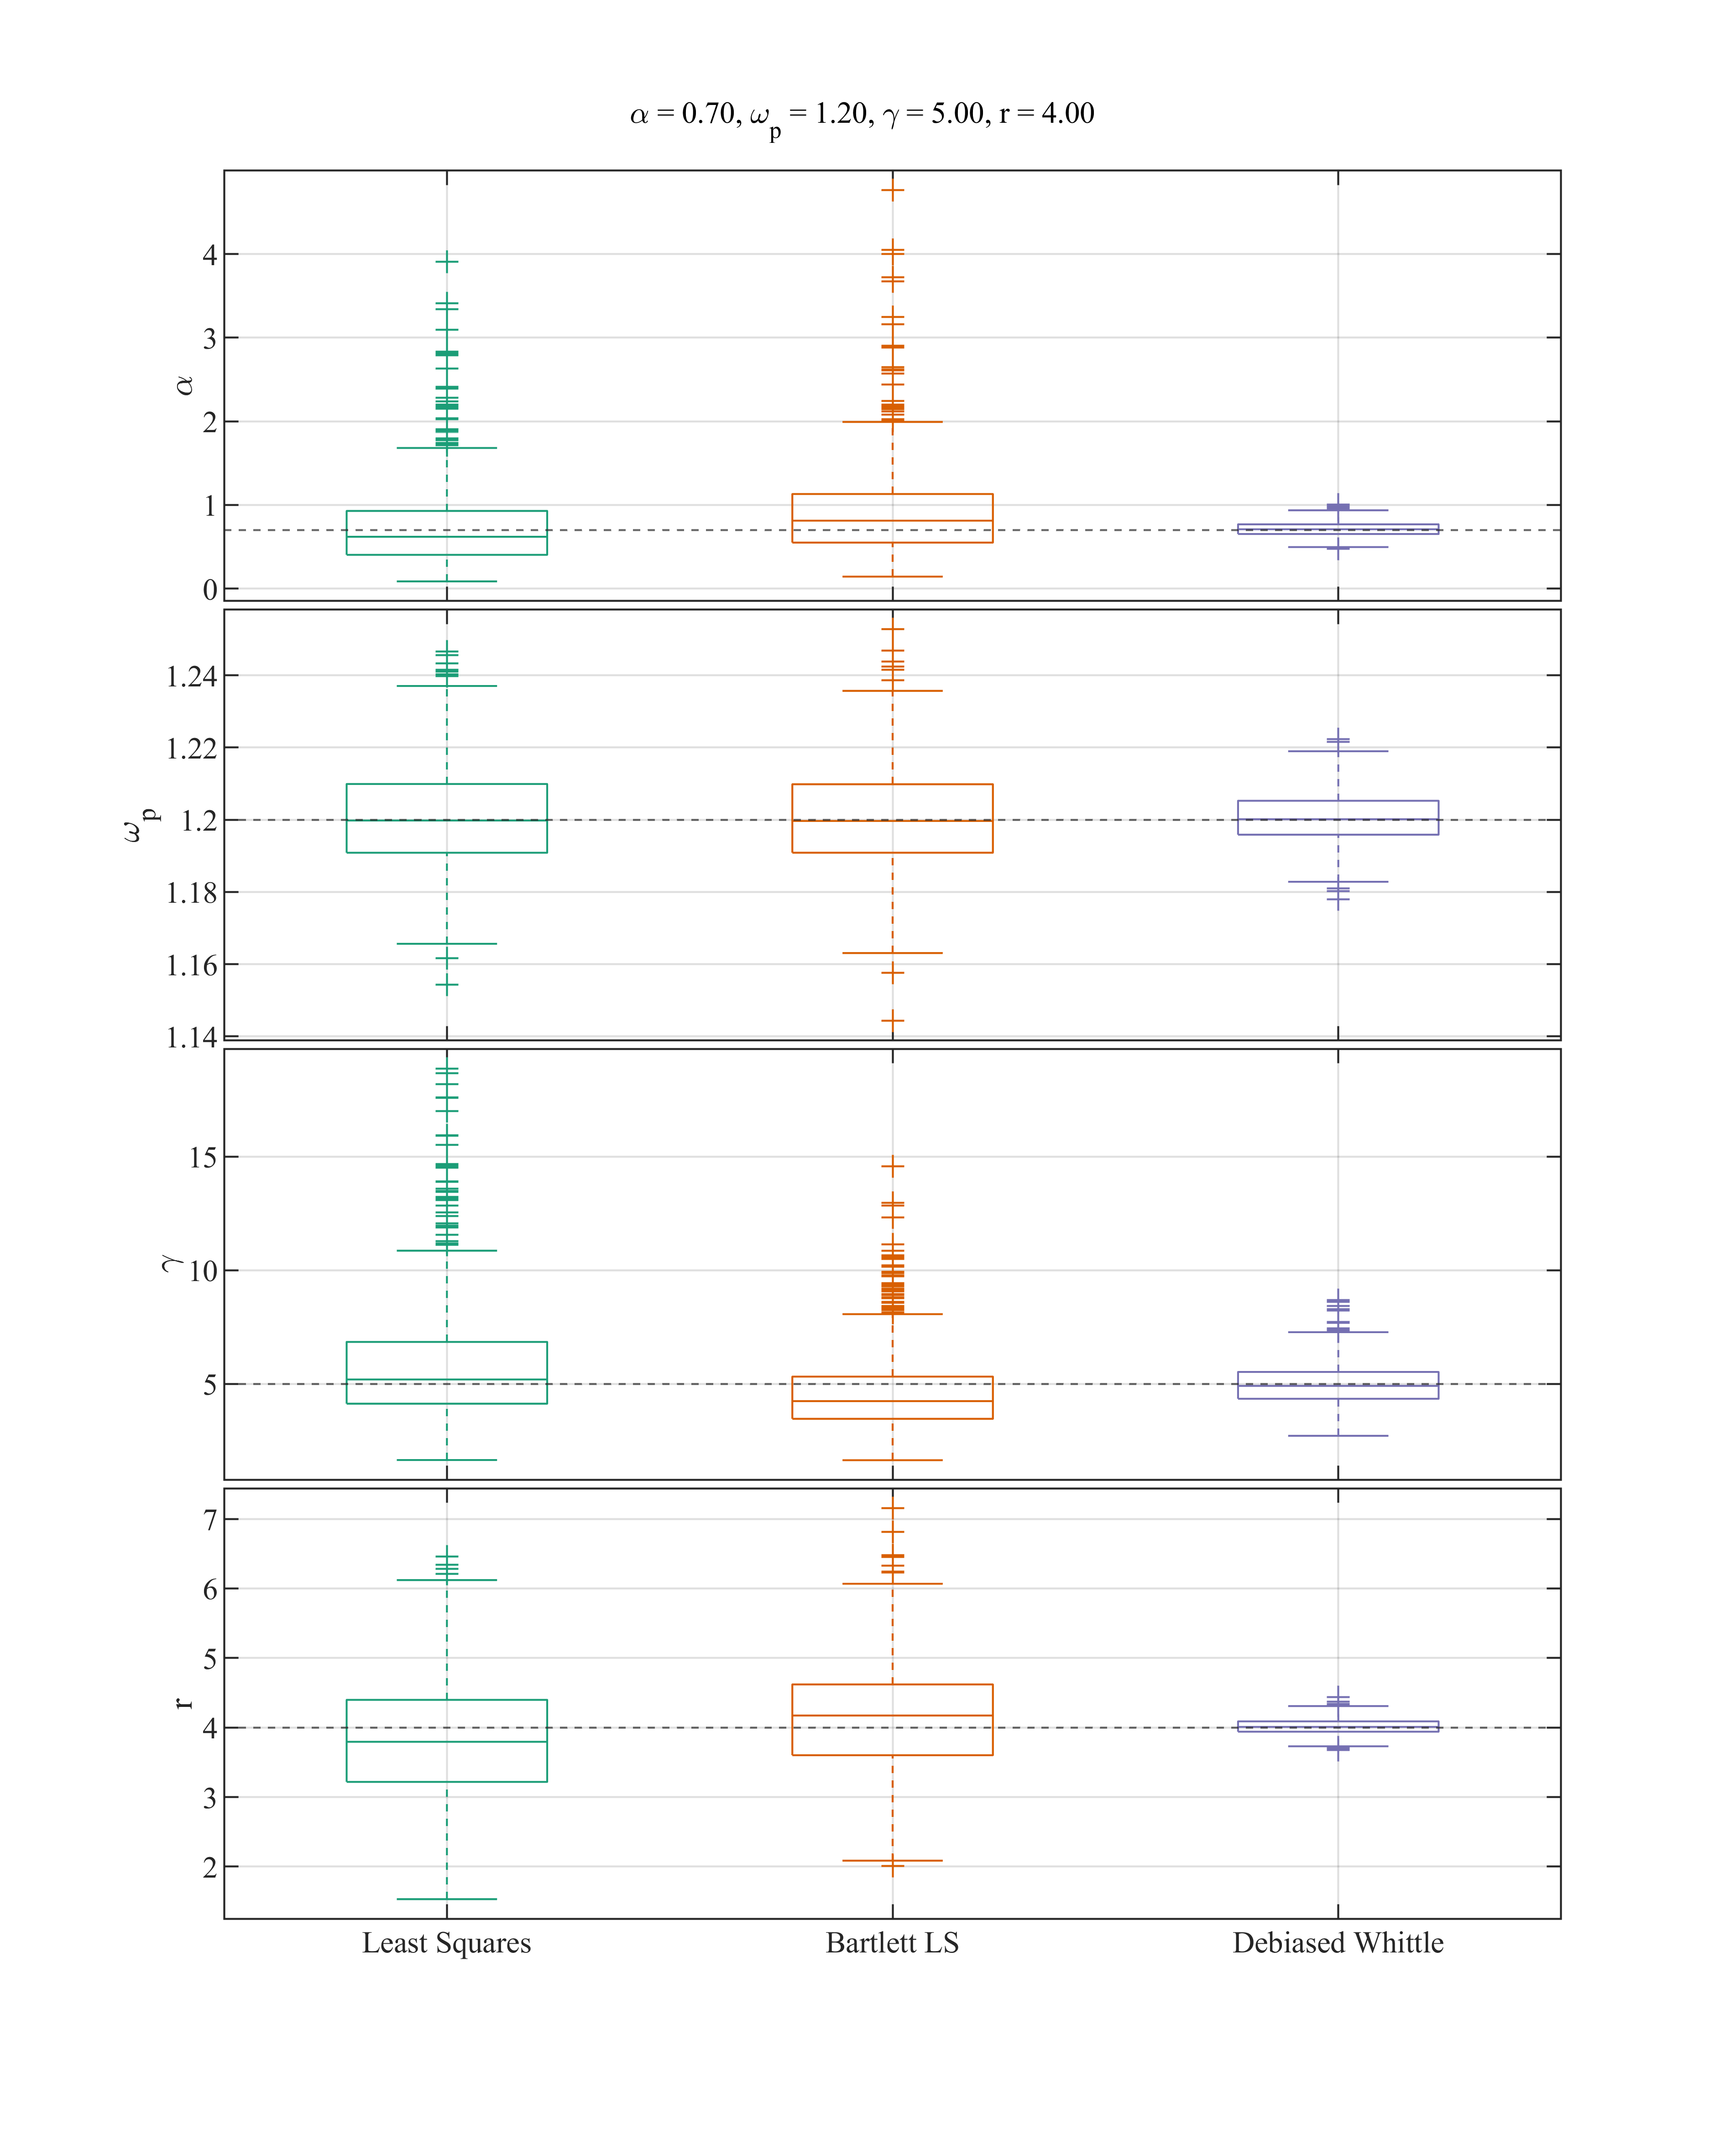 α = 0.70, ωp = 1.20, γ = 5.00, r = 4.00
4
3
2
1
0
α
1.24
1.22
1.2
1.18
1.16
1.14
ωp
15
10
5
γ
7
6
5
4
3
2
r
Least Squares
Bartlett LS
Debiased Whittle